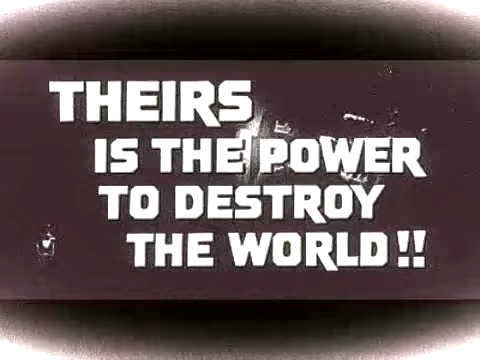 THEIRS
IS THE POWER
TO DESTROY
THE WORLD!!